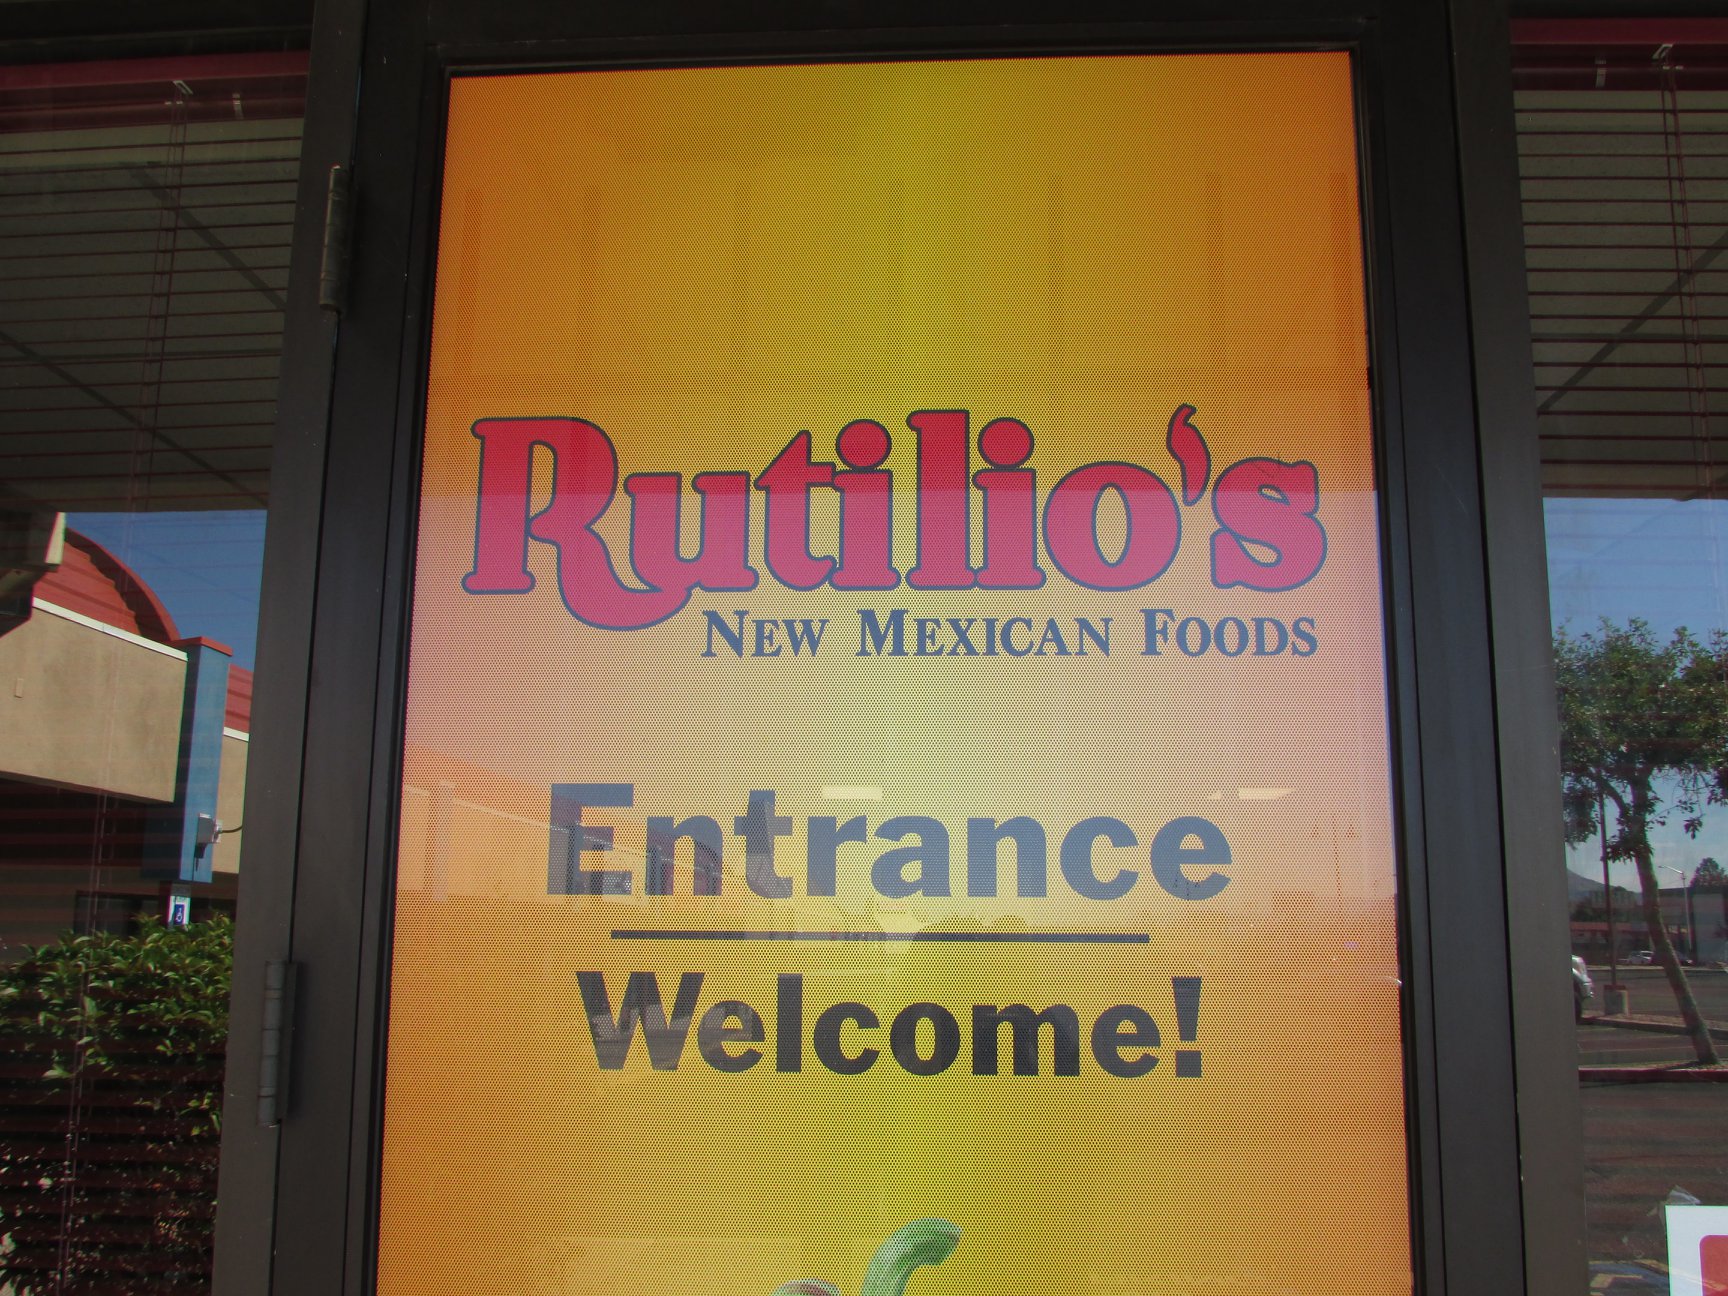 Rutilio's
New Mexican Foods
Entrance
Welcome!